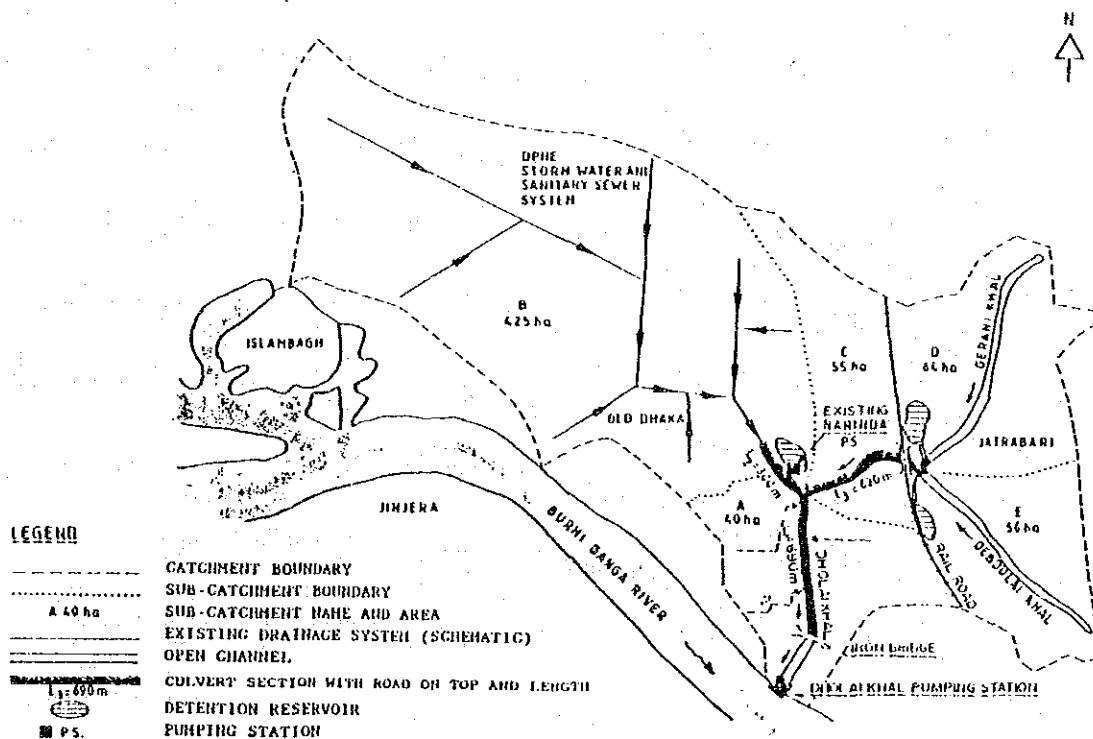 N
DPHE
STORM WATER AND
SANITARY SEWER
SYSTEM
B
425 ha
C
55 ha
D
64 ha
GERANI KHAL
ISLANBAGH
OLD DHAKA
EXISTING
NARINDA
PS
JATRABARI
A
40 ha
E
56 ha
JINJERA
BURHI GANGA RIVER
DHOLAI KHAL
RAIL ROAD
DEBDULAI KHAL
IRON BRIDGE
DHOLAI KHAL PUMPING STATION
LEGEND
CATCHMENT BOUNDARY
SUB-CATCHMENT BOUNDARY
A 40 ha SUB-CATCHMENT NAME AND AREA
EXISTING DRAINAGE SYSTEM (SCHEMATIC)
OPEN CHANNEL
L3=690m CULVERT SECTION WITH ROAD ON TOP AND LENGTH
DETENTION RESERVOIR
P S. PUMPING STATION